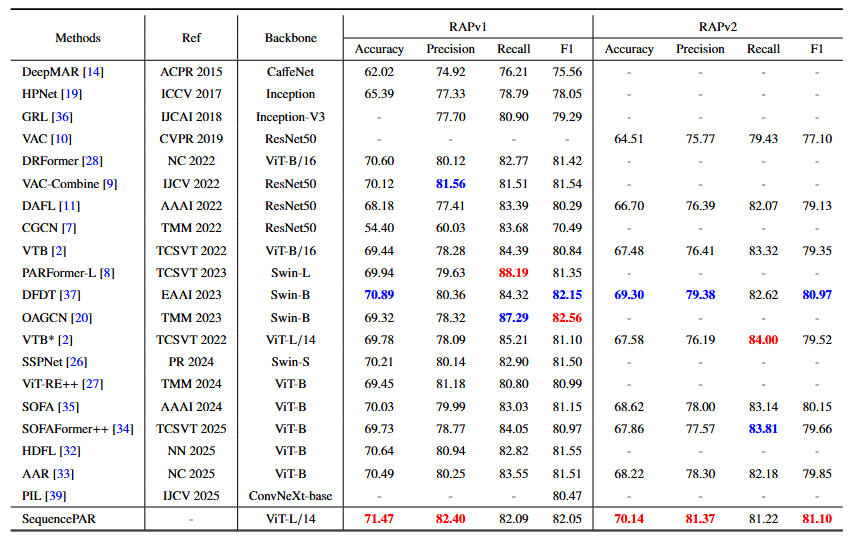 Methods Ref Backbone RAPv1 RAPv2
Accuracy Precision Recall F1 Accuracy Precision Recall F1
DeepMAR [14] ACPR 2015 CaffeNet 62.02 74.92 76.21 75.56 - - - -
HPNet [19] ICCV 2017 Inception 65.39 77.33 78.79 78.05 - - - -
GRL [36] IJCAI 2018 Inception-V3 - 77.70 80.90 79.29 - - - -
VAC [10] CVPR 2019 ResNet50 - - - - 64.51 75.77 79.43 77.10
DRFormer [28] NC 2022 ViT-B/16 70.60 80.12 82.77 81.42 - - - -
VAC-Combine [9] IJCV 2022 ResNet50 70.12 81.56 81.51 81.54 - - - -
DAFL [11] AAAI 2022 ResNet50 68.18 77.41 83.39 80.29 66.70 76.39 82.07 79.13
CGCN [7] TMM 2022 ResNet50 54.40 60.03 83.68 70.49 - - - -
VTB [2] TCSVT 2022 ViT-B/16 69.44 78.28 84.39 80.84 67.48 76.41 83.32 79.35
PARFormer-L [8] TCSVT 2023 Swin-L 69.94 79.63 88.19 81.35 - - - -
DFDT [37] EAAI 2023 Swin-B 70.89 80.36 84.32 82.15 69.30 79.38 82.62 80.97
OAGCN [20] TMM 2023 Swin-B 69.32 78.32 87.29 82.56 - - - -
VTB* [2] TCSVT 2022 ViT-L/14 69.78 78.09 85.21 81.10 67.58 76.19 84.00 79.52
SSPNet [26] PR 2024 Swin-S 70.21 80.14 82.90 81.50 - - - -
ViT-RE++ [27] TMM 2024 ViT-B 69.45 81.18 80.80 80.99 - - - -
SOFA [35] AAAI 2024 ViT-B 70.03 79.99 83.03 81.15 68.62 78.00 83.14 80.15
SOFAFormer++ [34] TCSVT 2025 ViT-B 69.73 78.77 84.05 80.97 67.86 77.57 83.81 79.66
HDFL [32] NN 2025 ViT-B 70.64 80.94 82.82 81.55 - - - -
AAR [33] NC 2025 ViT-B 70.49 80.25 83.55 81.51 68.22 78.30 82.18 79.85
PIL [39] IJCV 2025 ConvNeXt-base - - - 80.47 - - - -
SequencePAR - ViT-L/14 71.47 82.40 82.09 82.05 70.14 81.37 81.22 81.10